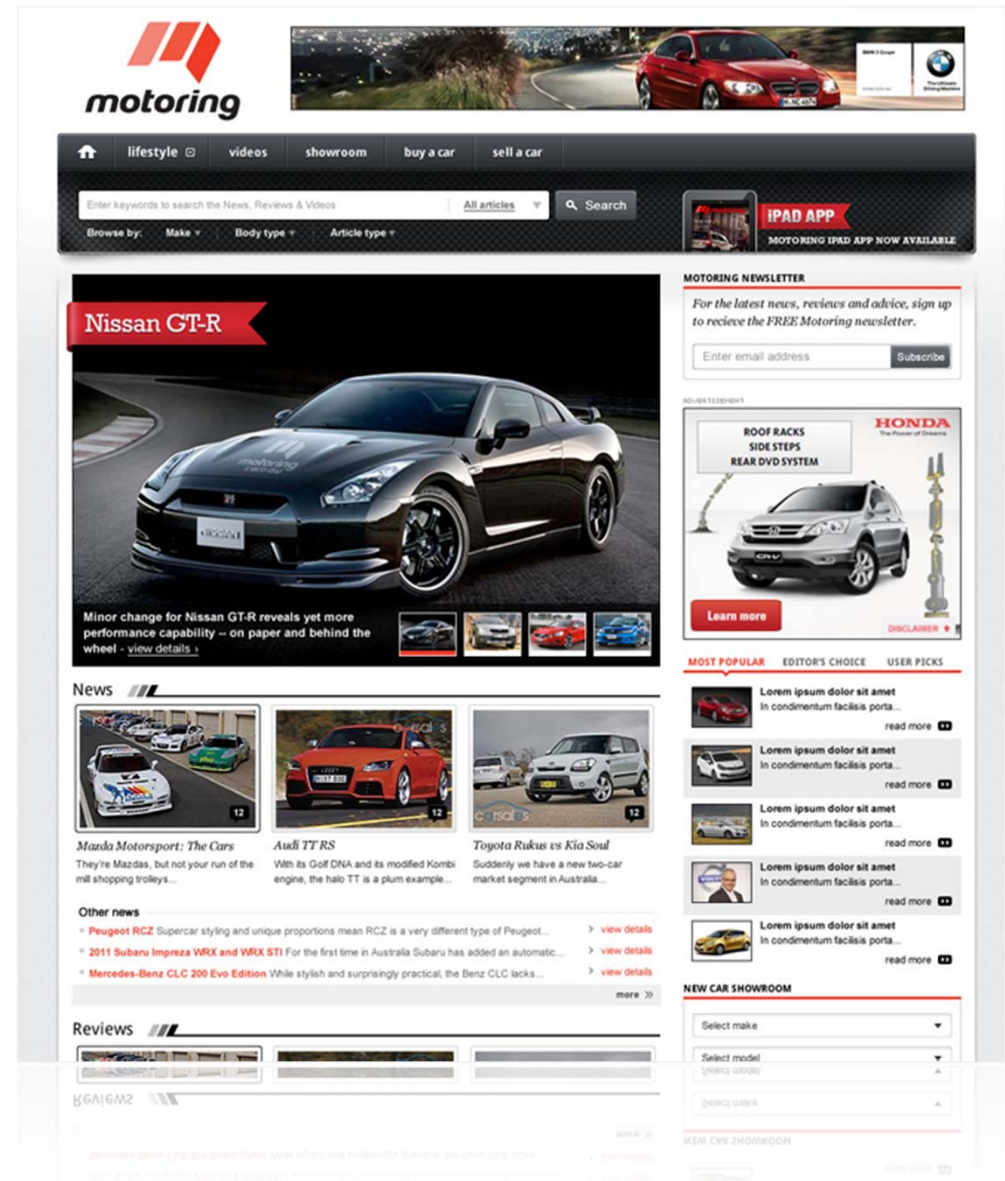 motoring
BMW 3 Coupe
The Ultimate
Driving Machine
lifestyle
videos
showroom
buy a car
sell a car
Enter keywords to search the News, Reviews & Videos
All articles
Search
Browse by:
Make
Body type
Article type
iPAD APP
MOTORING IPAD APP NOW AVAILABLE
Nissan GT-R
motoring
com.au
NISSAN
Minor change for Nissan GT-R reveals yet more
performance capability -- on paper and behind the
wheel - view details ›
MOTORING NEWSLETTER
For the latest news, reviews and advice, sign up
to recieve the FREE Motoring newsletter.
Enter email address
Subscribe
ADVERTISEMENT
HONDA
The Power of Dreams
ROOF RACKS
SIDE STEPS
REAR DVD SYSTEM
CR-V
Learn more
DISCLAIMER
MOST POPULAR
EDITOR'S CHOICE
USER PICKS
Lorem ipsum dolor sit amet
In condimentum facilisis porta...
read more
Lorem ipsum dolor sit amet
In condimentum facilisis porta...
read more
Lorem ipsum dolor sit amet
In condimentum facilisis porta...
read more
Lorem ipsum dolor sit amet
In condimentum facilisis porta...
read more
Lorem ipsum dolor sit amet
In condimentum facilisis porta...
read more
News
12
12
carsales
12
Mazda Motorsport: The Cars
They're Mazdas, but not your run of the
mill shopping trolleys...
Audi TT RS
With its Golf DNA and its modified Kombi
engine, the halo TT is a plum example...
Toyota Rukus vs Kia Soul
Suddenly we have a new two-car
market segment in Australia...
Other news
Peugeot RCZ Supercar styling and unique proportions mean RCZ is a very different type of Peugeot... view details
2011 Subaru Impreza WRX and WRX STI For the first time in Australia Subaru has added an automatic... view details
Mercedes-Benz CLC 200 Evo Edition While stylish and surprisingly practical, the Benz CLC lacks... view details
more
NEW CAR SHOWROOM
Select make
Select model
Reviews